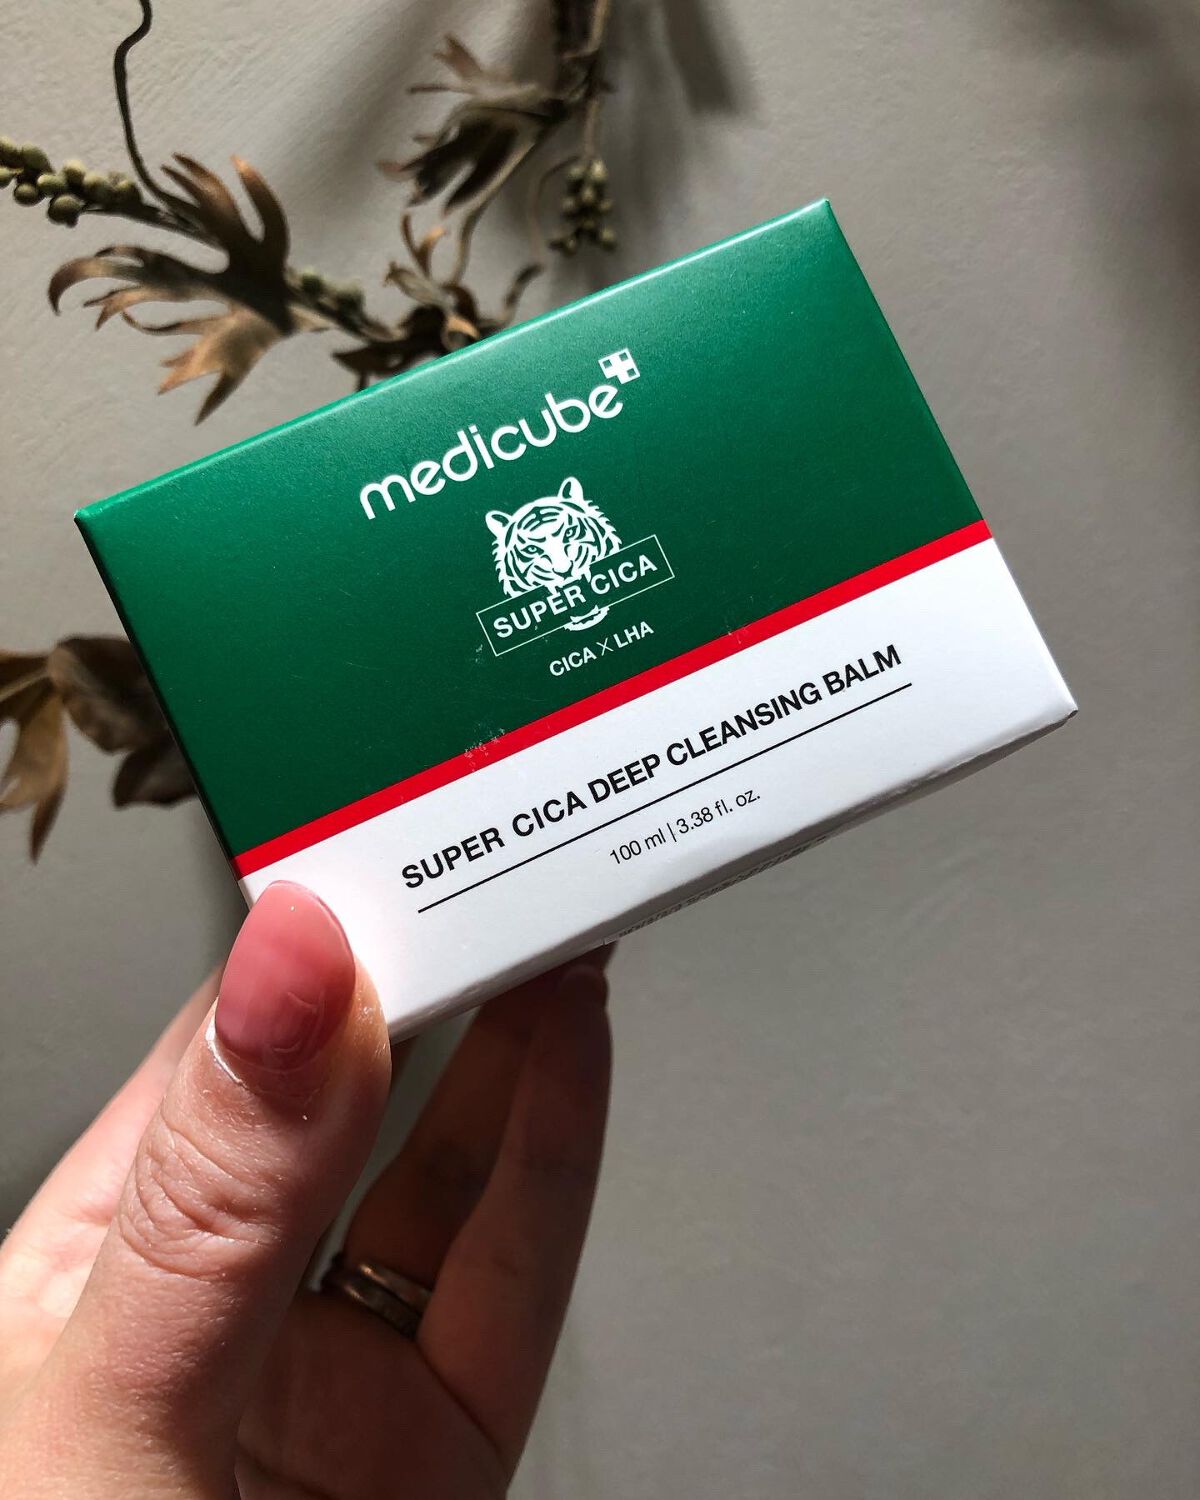 medicube
SUPER CICA
CICA X LHA
SUPER CICA DEEP CLEANSING BALM
100 ml | 3.38 fl. oz.